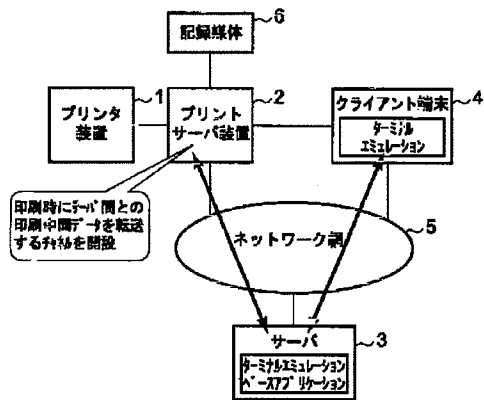 記録媒体
6
プリンタ
装置
1
プリント
サーバ装置
2
クライアント端末
4
ターミナル
エミュレーション
印刷時にサーバ間との
印刷中間データを転送
するチャネルを開設
ネットワーク網
5
サーバ
3
ターミナルエミュレーション
ベースアプリケーション